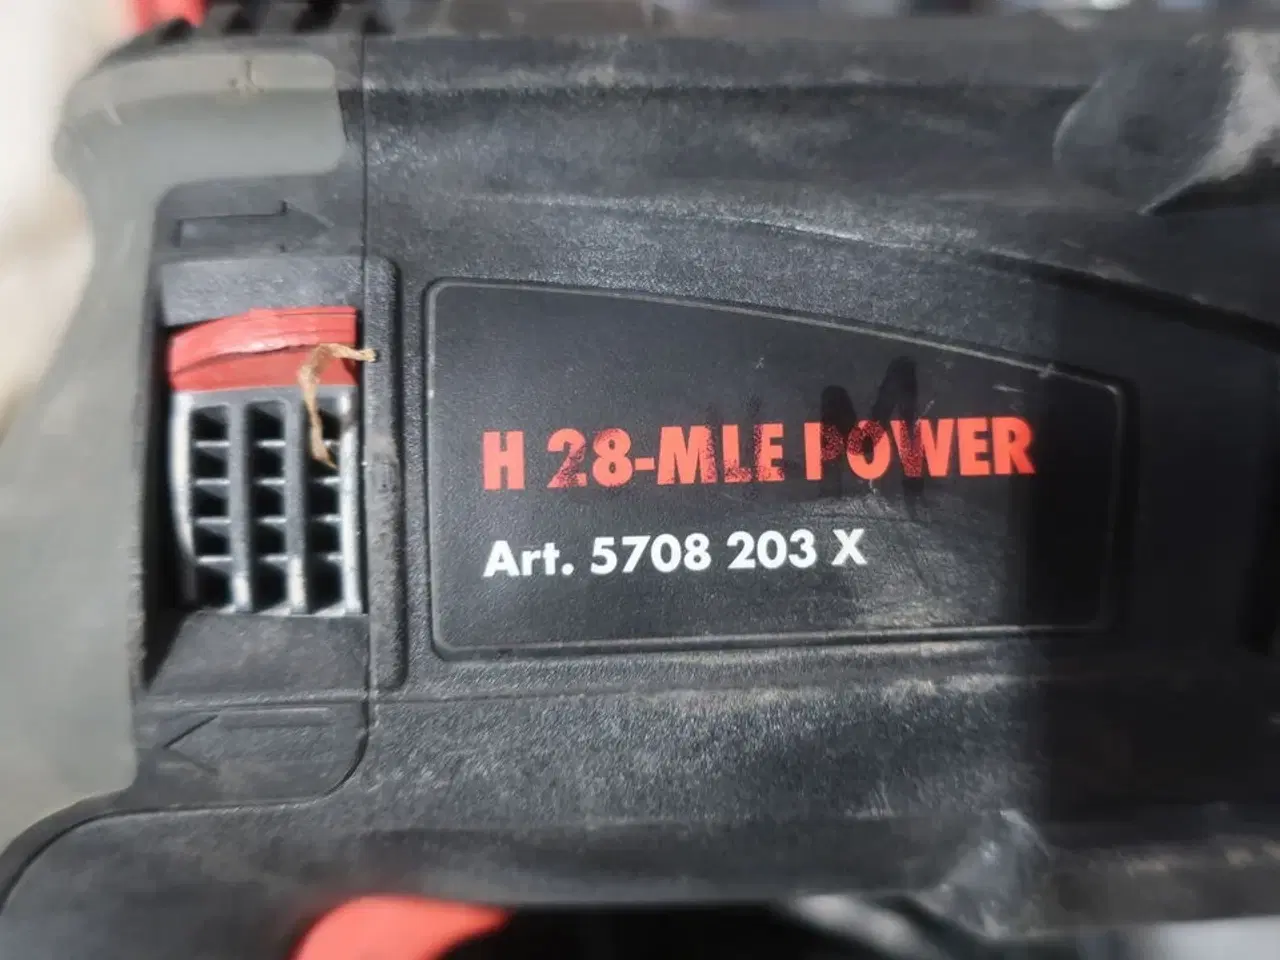 H 28-MLE POWER
Art. 5708 203 X